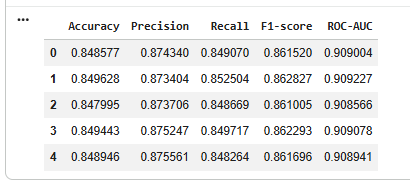 ...
Accuracy Precision Recall F1-score ROC-AUC
0 0.848577 0.874340 0.849070 0.861520 0.909004
1 0.849628 0.873404 0.852504 0.862827 0.909227
2 0.847995 0.873706 0.848669 0.861005 0.908566
3 0.849443 0.875247 0.849717 0.862293 0.909078
4 0.848946 0.875561 0.848264 0.861696 0.908941